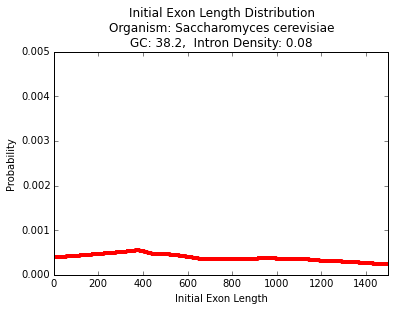 Initial Exon Length Distribution
Organism: Saccharomyces cerevisiae
GC: 38.2,  Intron Density: 0.08
0.005
0.004
0.003
0.002
0.001
0.000
Probability
0 200 400 600 800 1000 1200 1400
Initial Exon Length